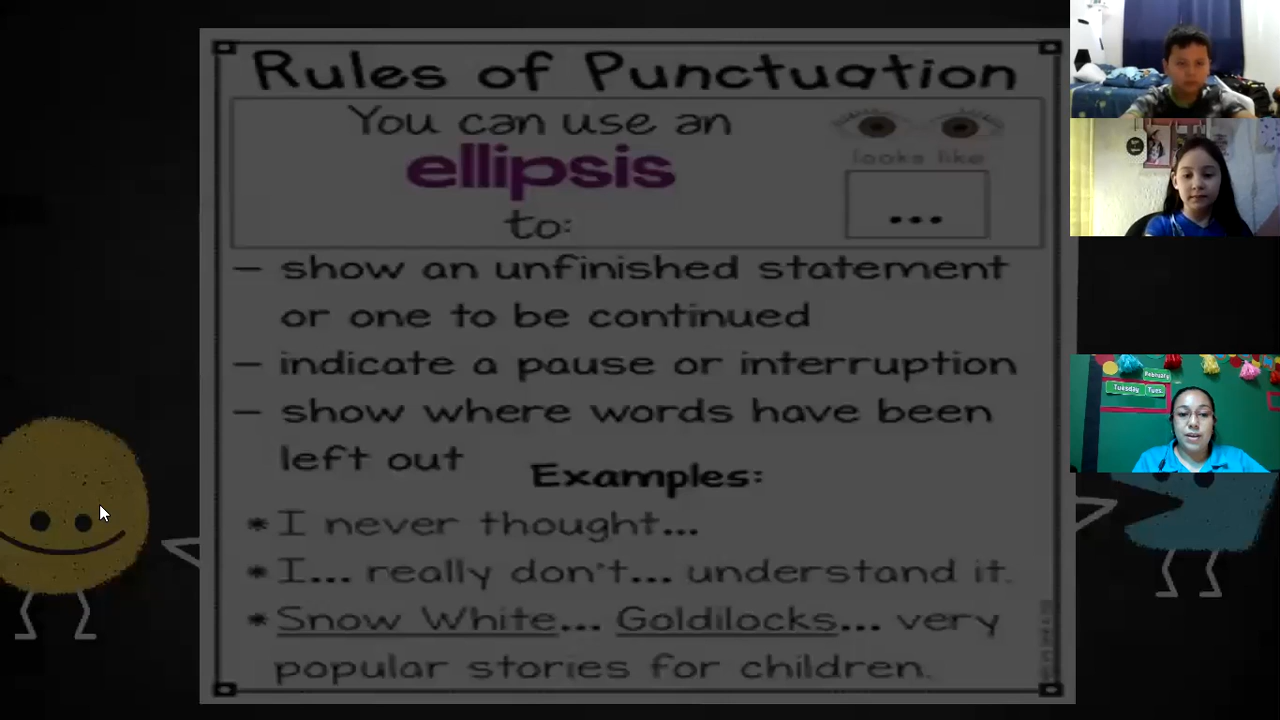 Rules of Punctuation
You can use an
ellipsis
to:
looks like
...
– show an unfinished statement
or one to be continued
– indicate a pause or interruption
– show where words have been
left out
Examples:
* I never thought...
* I... really don't... understand it.
* Snow White... Goldilocks... very
popular stories for children.
February
Tuesday
Tues.